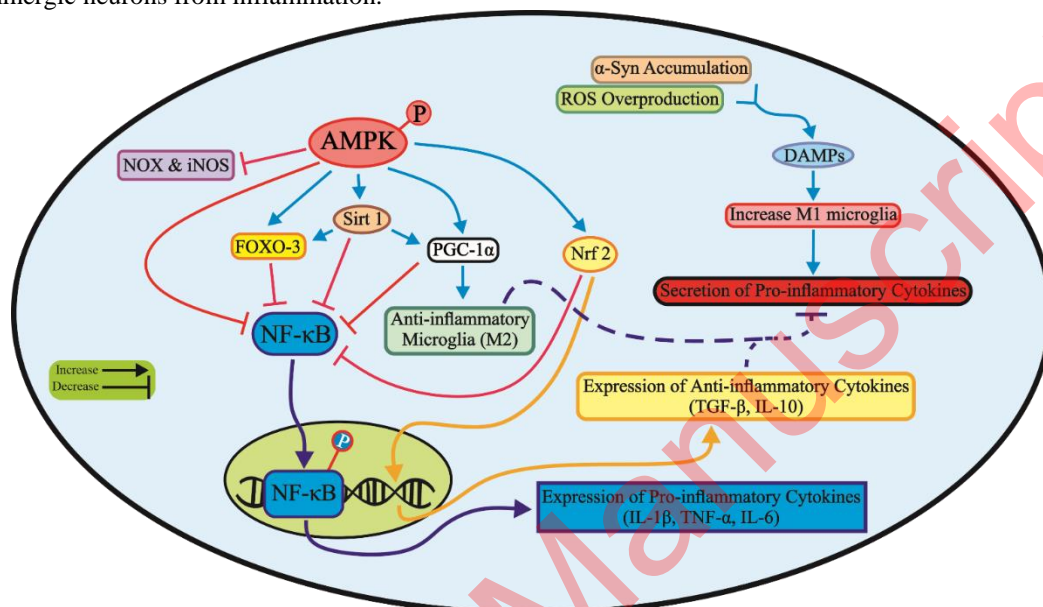 inergic neurons from inflammation.
α-Syn Accumulation
ROS Overproduction
P
AMPK
NOX & iNOS
DAMPs
Sirt 1
Increase M1 microglia
FOXO-3
PGC-1α
Nrf 2
Secretion of Pro-inflammatory Cytokines
NF-κB
Anti-inflammatory
Microglia (M2)
Increase
Decrease
Expression of Anti-inflammatory Cytokines
(TGF-β, IL-10)
P
NF-κB
Expression of Pro-inflammatory Cytokines
(IL-1β, TNF-α, IL-6)
Manuscrip